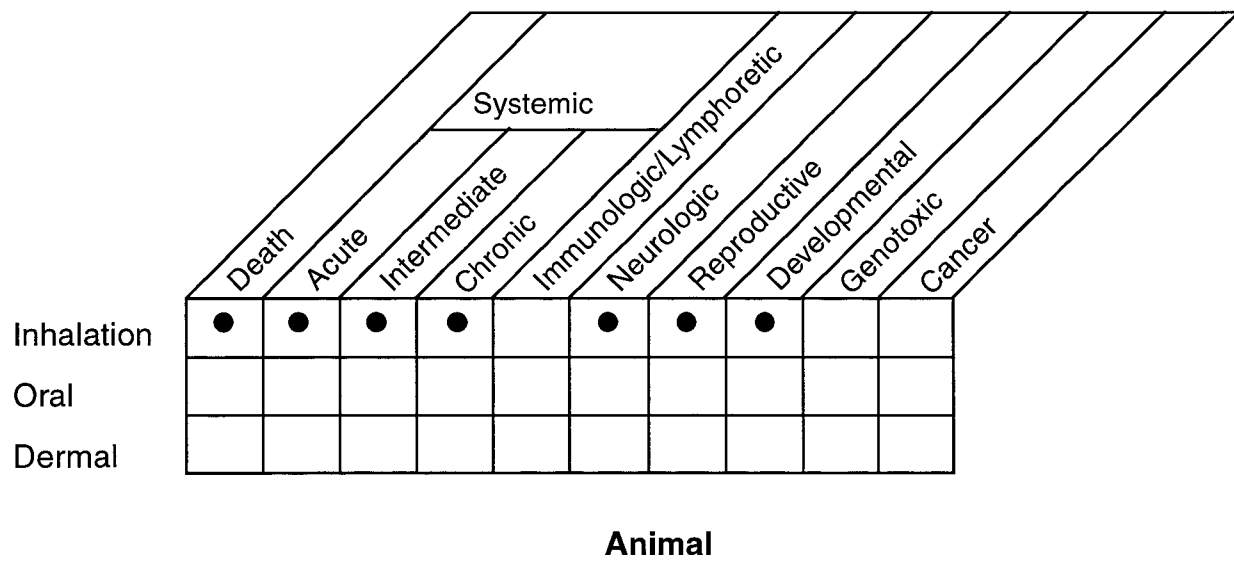 Systemic
Death
Acute
Intermediate
Chronic
Immunologic/Lymphoretic
Neurologic
Reproductive
Developmental
Genotoxic
Cancer
Inhalation
Oral
Dermal
Animal